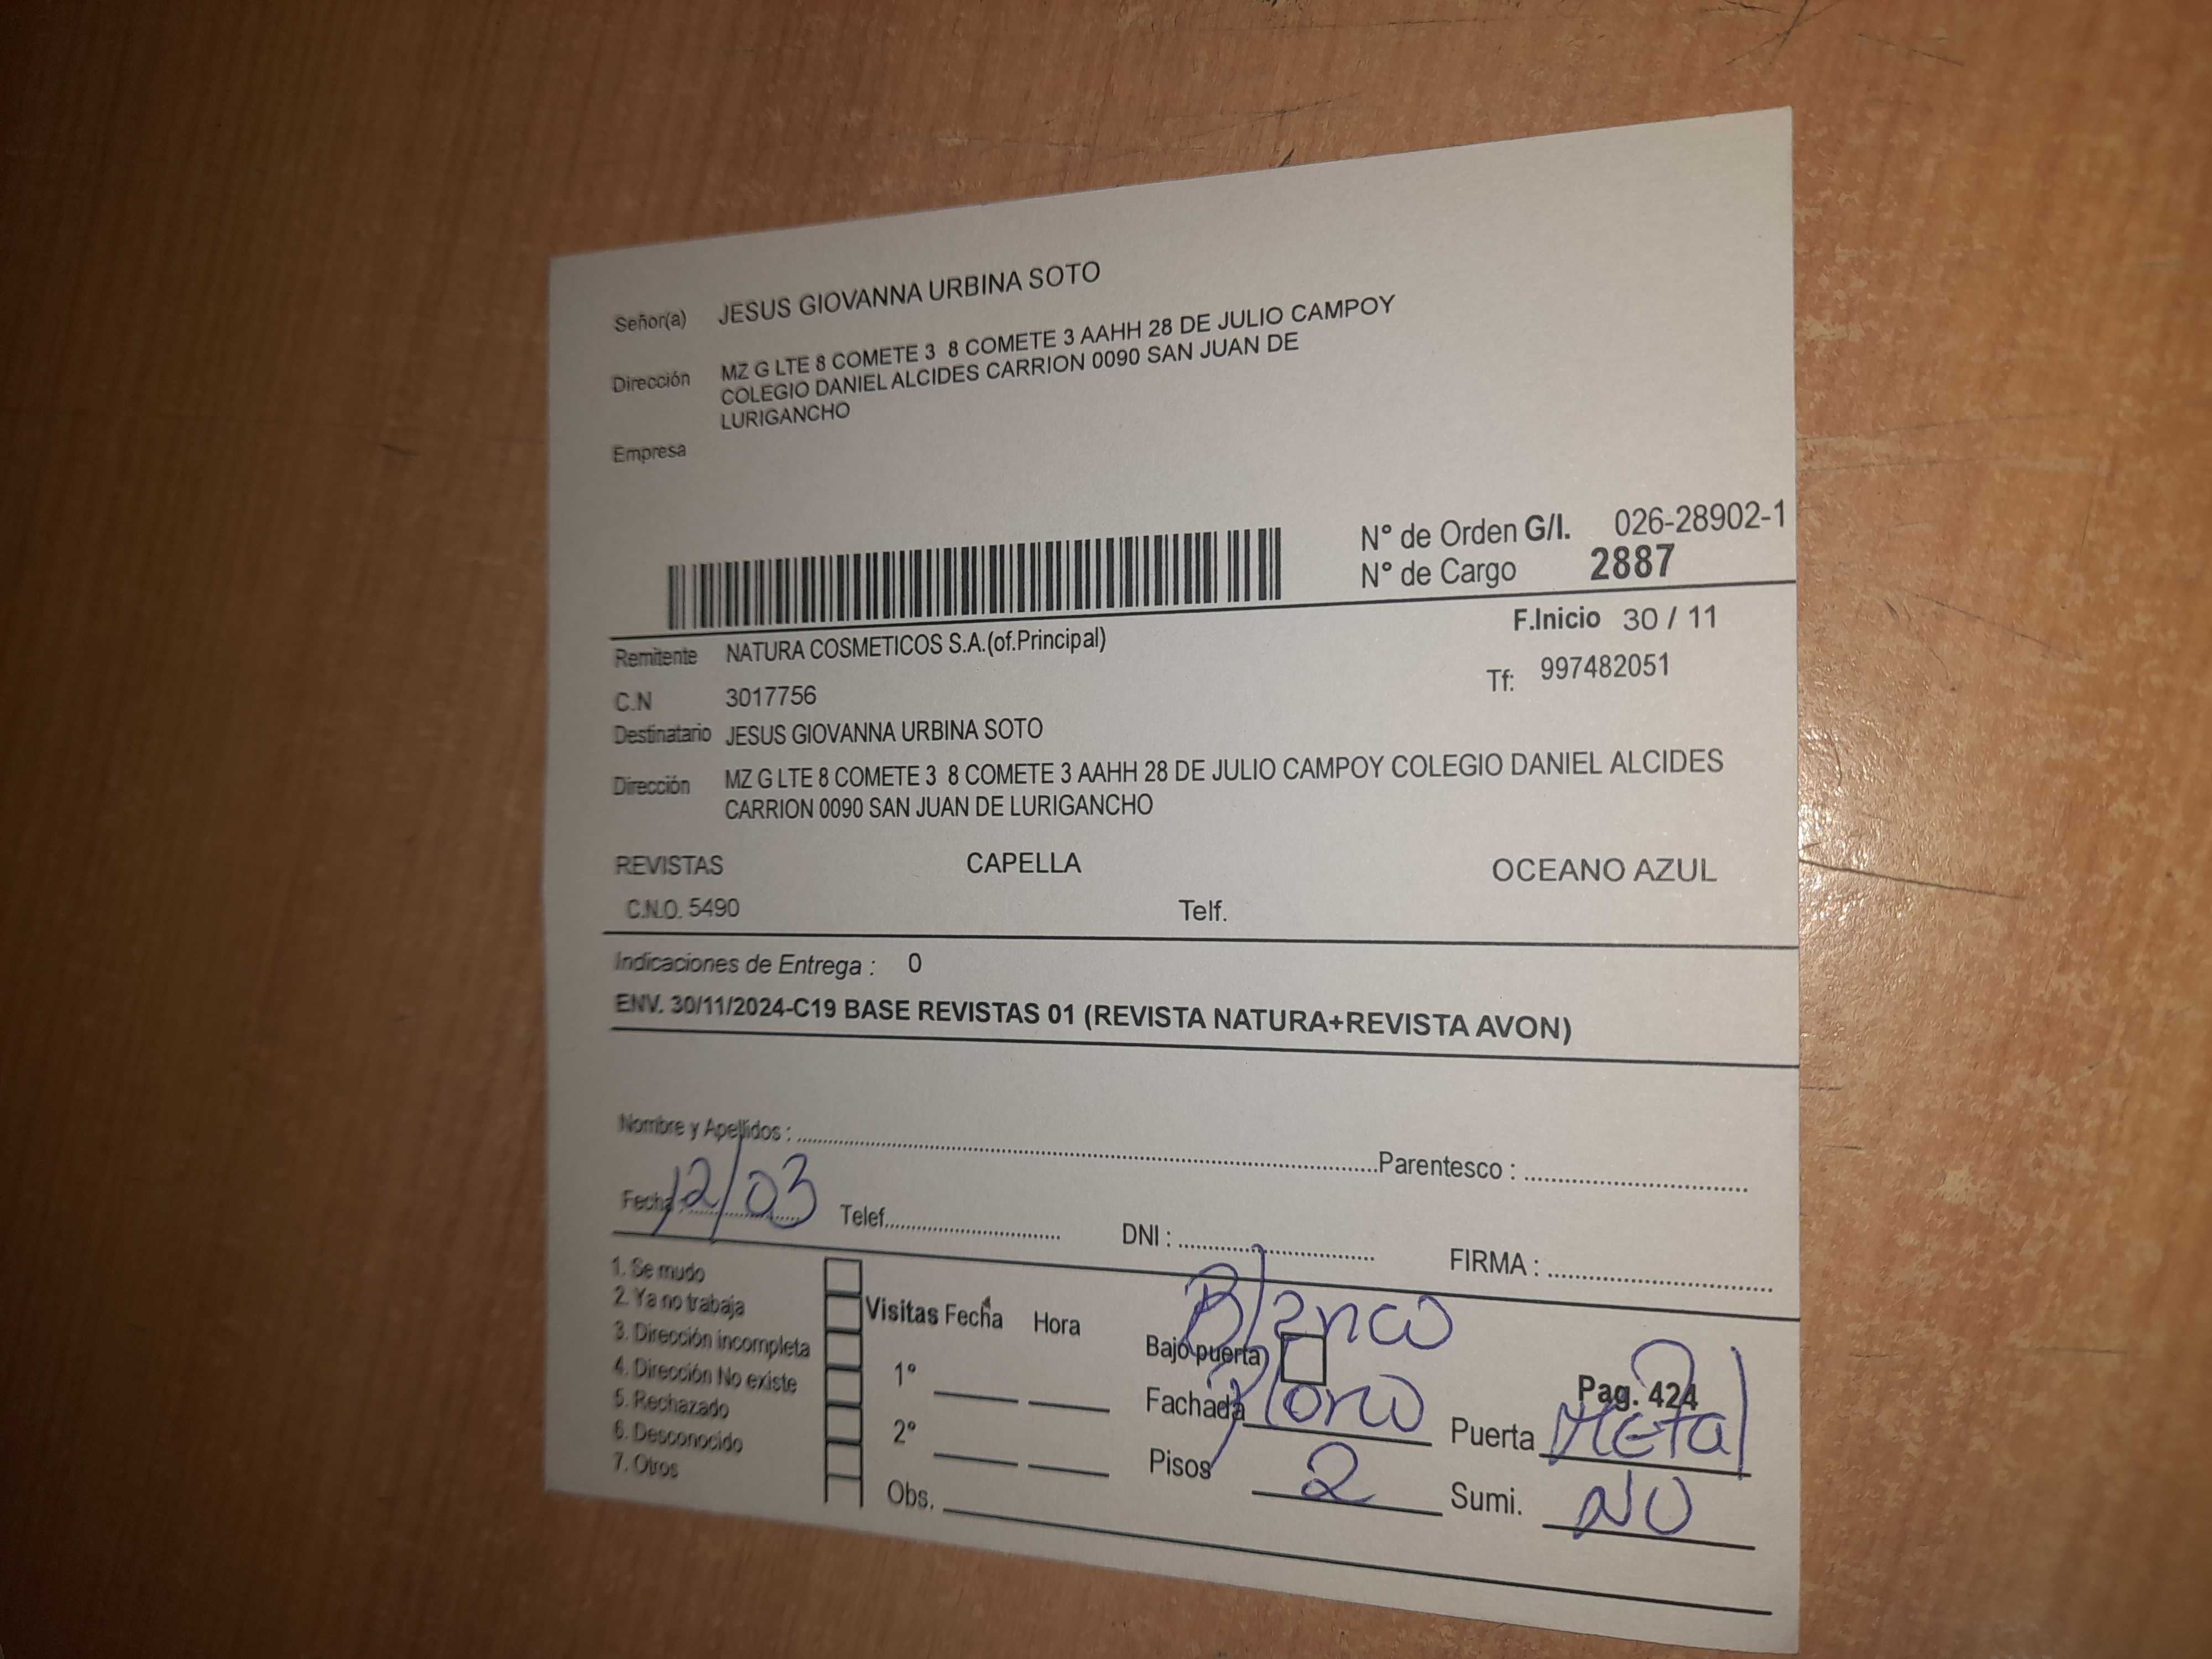 Señor(a) JESUS GIOVANNA URBINA SOTO
Dirección MZ G LTE 8 COMETE 3  8 COMETE 3 AAHH 28 DE JULIO CAMPOY
COLEGIO DANIEL ALCIDES CARRION 0090 SAN JUAN DE
LURIGANCHO
Empresa
N° de Orden G/I. 026-28902-1
N° de Cargo 2887
F.Inicio 30 / 11
Remitente NATURA COSMETICOS S.A.(of.Principal)
Tf: 997482051
C.N 3017756
Destinatario JESUS GIOVANNA URBINA SOTO
Dirección MZ G LTE 8 COMETE 3  8 COMETE 3 AAHH 28 DE JULIO CAMPOY COLEGIO DANIEL ALCIDES
CARRION 0090 SAN JUAN DE LURIGANCHO
REVISTAS CAPELLA OCEANO AZUL
C.N.O. 5490 Telf.
Indicaciones de Entrega : 0
ENV. 30/11/2024-C19 BASE REVISTAS 01 (REVISTA NATURA+REVISTA AVON)
Nombre y Apellidos : Parentesco :
Fecha : 12/03 Telef. DNI : FIRMA :
1. Se mudo
2. Ya no trabaja
3. Dirección incompleta
4. Dirección No existe
5. Rechazado
6. Desconocido
7. Otros
Visitas Fecha Hora
1°
2°
Obs.
Blanco
Bajo puerta
Pag. 424
Fachada Puerta Metal
Pisos 2 Sumi. NO